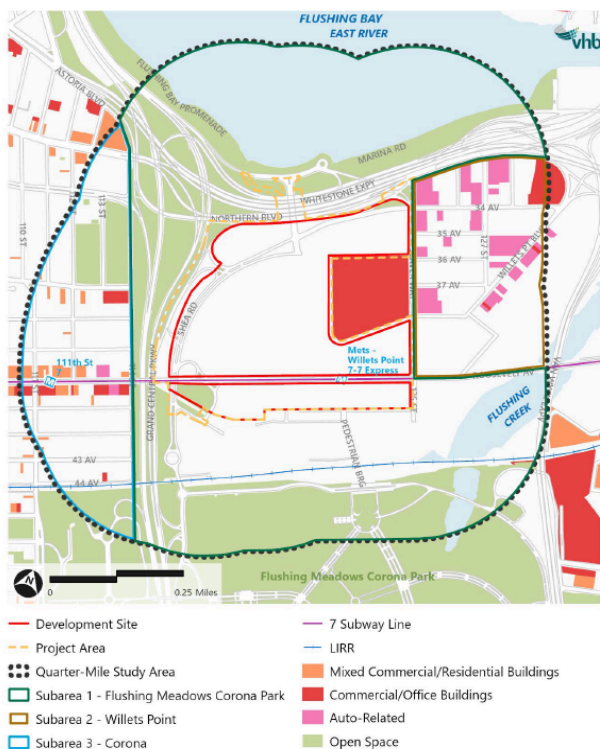 FLUSHING BAY
EAST RIVER
vhb
ASTORIA BLVD
FLUSHING BAY PROMENADE
MARINA RD
WHITESTONE EXPY
NORTHERN BLVD
34 AV
35 AV
36 AV
37 AV
127 ST
WILLETS PT BLVD
110 ST
113 ST
SHEA RD
GRAND CENTRAL PKWY
111th St
7
M
Mets -
Willets Point
7-7 Express
FLUSHING
CREEK
43 AV
44 AV
PEDESTRIAN BRG
Flushing Meadows Corona Park
N
0
0.25 Miles
Development Site
Project Area
Quarter-Mile Study Area
Subarea 1 - Flushing Meadows Corona Park
Subarea 2 - Willets Point
Subarea 3 - Corona
7 Subway Line
LIRR
Mixed Commercial/Residential Buildings
Commercial/Office Buildings
Auto-Related
Open Space